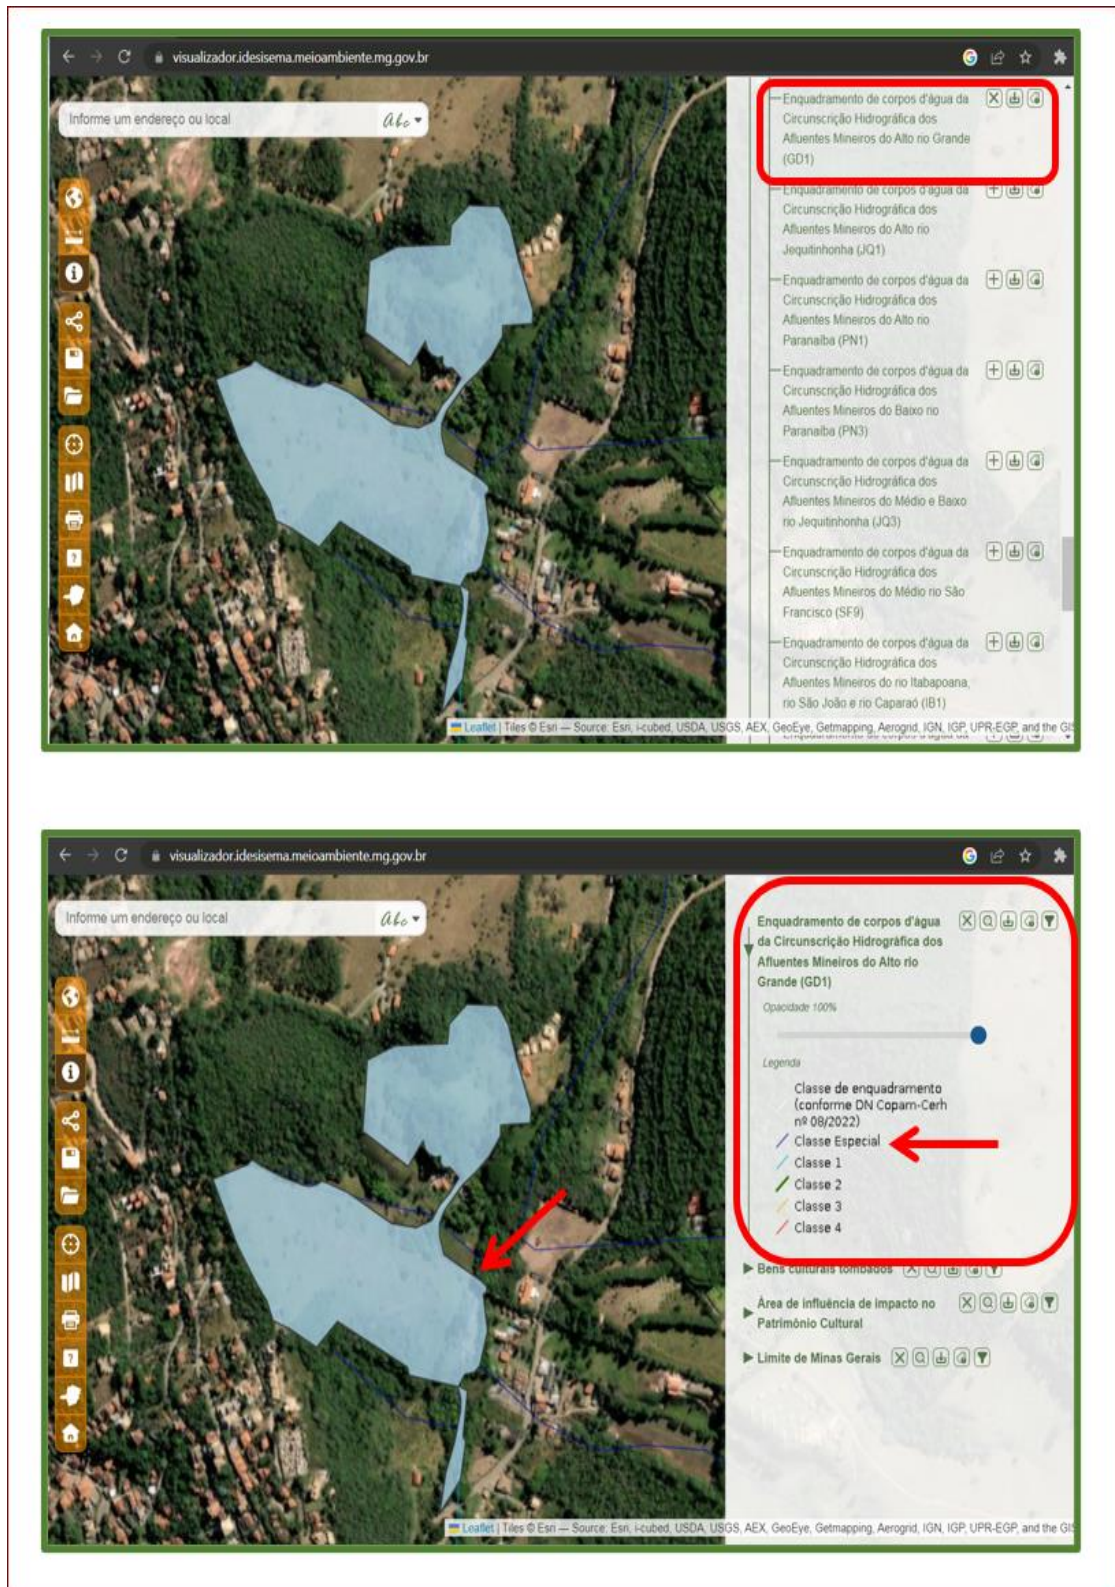 visualizador.idesisema.meioambiente.mg.gov.br
Informe um endereço ou local
Abc
Enquadramento de corpos d'água da
Circunscrição Hidrográfica dos
Afluentes Mineiros do Alto rio Grande
(GD1)
Enquadramento de corpos d'água da
Circunscrição Hidrográfica dos
Afluentes Mineiros do Alto rio
Jequitinhonha (JQ1)
Enquadramento de corpos d'água da
Circunscrição Hidrográfica dos
Afluentes Mineiros do Alto rio
Paranaíba (PN1)
Enquadramento de corpos d'água da
Circunscrição Hidrográfica dos
Afluentes Mineiros do Baixo rio
Paranaíba (PN3)
Enquadramento de corpos d'água da
Circunscrição Hidrográfica dos
Afluentes Mineiros do Médio e Baixo
rio Jequitinhonha (JQ3)
Enquadramento de corpos d'água da
Circunscrição Hidrográfica dos
Afluentes Mineiros do Médio rio São
Francisco (SF9)
Enquadramento de corpos d'água da
Circunscrição Hidrográfica dos
Afluentes Mineiros do rio Itabapoana,
rio São João e rio Caparaó (IB1)
Leaflet | Tiles © Esri — Source: Esri, i-cubed, USDA, USGS, AEX, GeoEye, Getmapping, Aerogrid, IGN, IGP, UPR-EGP, and the GIS
visualizador.idesisema.meioambiente.mg.gov.br
Informe um endereço ou local
Abc
Enquadramento de corpos d'água
da Circunscrição Hidrográfica dos
Afluentes Mineiros do Alto rio
Grande (GD1)
Opacidade 100%
Legenda
Classe de enquadramento
(conforme DN Copam-Cerh
nº 08/2022)
Classe Especial
Classe 1
Classe 2
Classe 3
Classe 4
Bens culturais tombados
Área de influência de impacto no
Patrimônio Cultural
Limite de Minas Gerais
Leaflet | Tiles © Esri — Source: Esri, i-cubed, USDA, USGS, AEX, GeoEye, Getmapping, Aerogrid, IGN, IGP, UPR-EGP, and the GIS